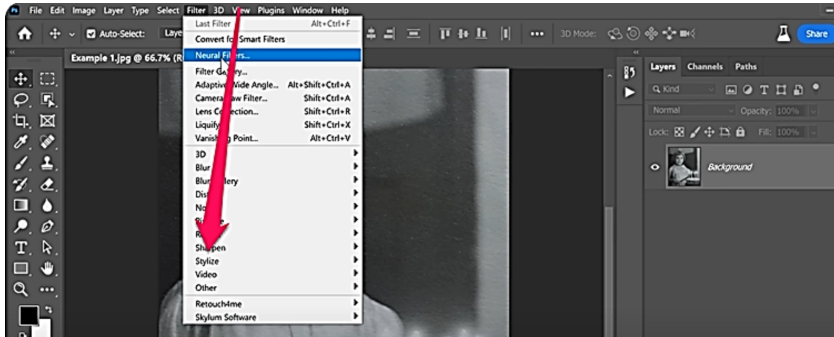 Ps File Edit Image Layer Type Select Filter 3D View Plugins Window Help
Auto-Select: Laye 3D Mode: Share
Example 1.jpg @ 66.7% (R
Last Filter Alt+Ctrl+F
Convert for Smart Filters
Neural Filters...
Filter Gallery...
Adaptive Wide Angle... Alt+Shift+Ctrl+A
Camera Raw Filter... Shift+Ctrl+A
Lens Correction... Shift+Ctrl+R
Liquify... Shift+Ctrl+X
Vanishing Point... Alt+Ctrl+V
3D
Blur
Blur Gallery
Sharpen
Stylize
Video
Other
Retouch4me
Skylum Software
Layers Channels Paths
Kind
Normal Opacity: 100%
Lock: Fill: 100%
Background